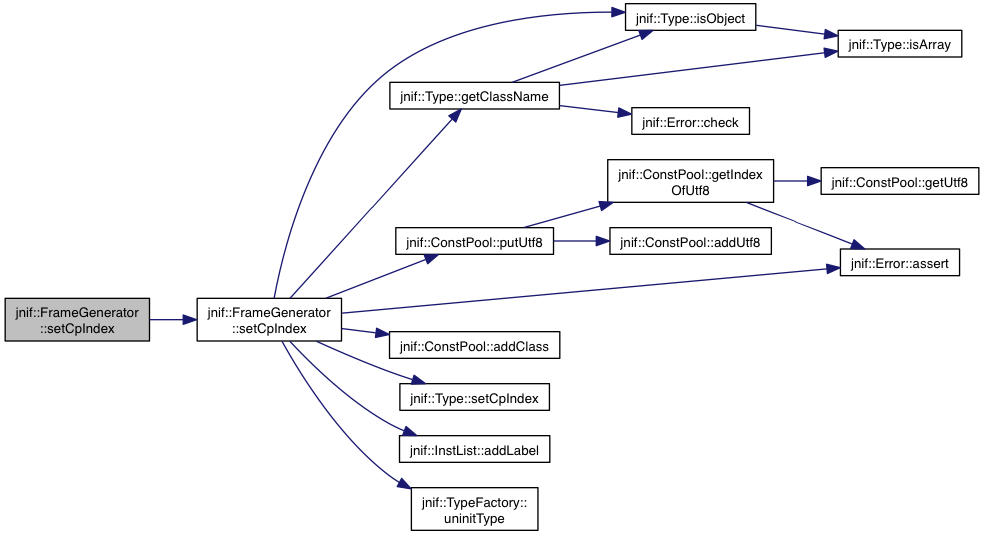 jnif::FrameGenerator
::setCpIndex
jnif::FrameGenerator
::setCpIndex
jnif::Type::isObject
jnif::Type::isArray
jnif::Type::getClassName
jnif::Error::check
jnif::ConstPool::getIndex
OfUtf8
jnif::ConstPool::getUtf8
jnif::ConstPool::putUtf8
jnif::ConstPool::addUtf8
jnif::Error::assert
jnif::ConstPool::addClass
jnif::Type::setCpIndex
jnif::InstList::addLabel
jnif::TypeFactory::
uninitType